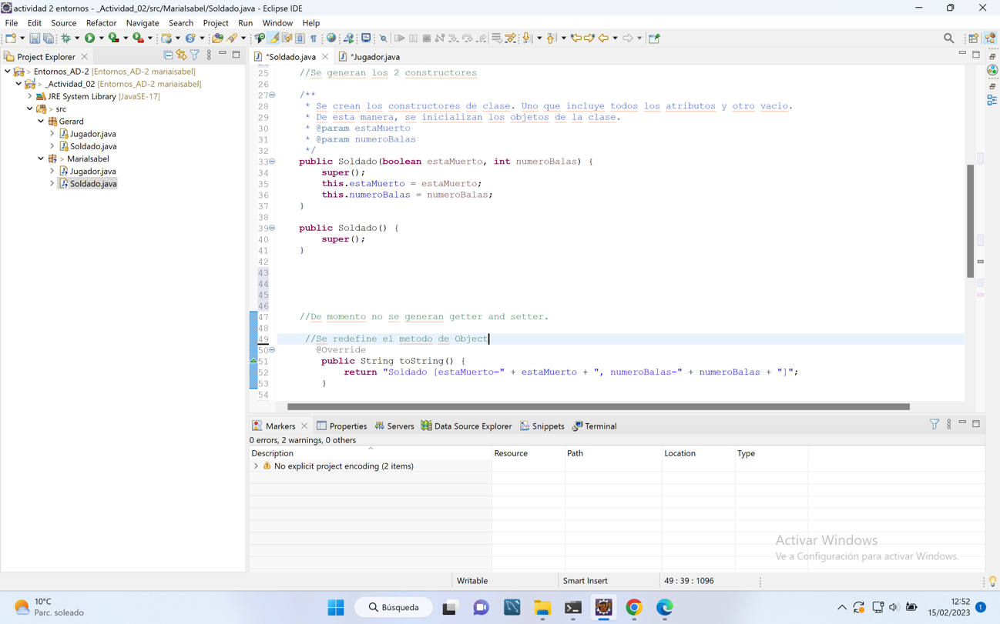 actividad 2 entornos - _Actividad_02/src/MariaIsabel/Soldado.java - Eclipse IDE
File Edit Source Refactor Navigate Search Project Run Window Help
Project Explorer
Entornos_AD-2 [Entornos_AD-2 mariaisabel]
_Actividad_02 [Entornos_AD-2 mariaisabel]
JRE System Library [JavaSE-17]
src
Gerard
Jugador.java
Soldado.java
MariaIsabel
Jugador.java
Soldado.java
*Soldado.java *Jugador.java
25 //Se generan los 2 constructores
26
27 /**
28 * Se crean los constructores de clase. Uno que incluye todos los atributos y otro vacio.
29 * De esta manera, se inicializan los objetos de la clase.
30 * @param estaMuerto
31 * @param numeroBalas
32 */
33 public Soldado(boolean estaMuerto, int numeroBalas) {
34 super();
35 this.estaMuerto = estaMuerto;
36 this.numeroBalas = numeroBalas;
37 }
38
39 public Soldado() {
40 super();
41 }
42
43
44
45
46
47 //De momento no se generan getter and setter.
48
49 //Se redefine el metodo de Object
50 @Override
51 public String toString() {
52 return "Soldado [estaMuerto=" + estaMuerto + ", numeroBalas=" + numeroBalas + "]";
53 }
54
Markers Properties Servers Data Source Explorer Snippets Terminal
0 errors, 2 warnings, 0 others
Description Resource Path Location Type
No explicit project encoding (2 items)
Activar Windows
Ve a Configuración para activar Windows.
Writable Smart Insert 49 : 39 : 1096
10°C
Parc. soleado
Búsqueda
12:52
15/02/2023
1